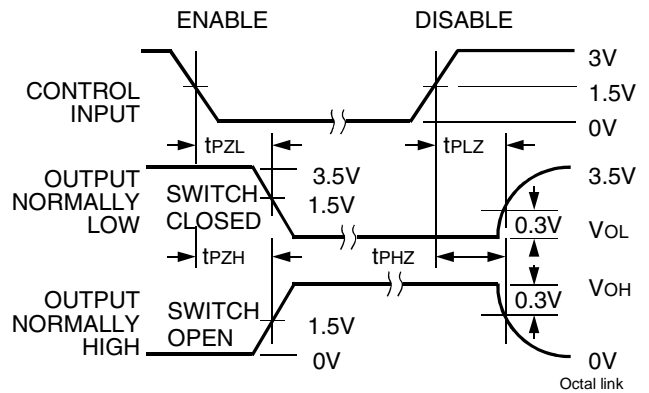 ENABLE
DISABLE
CONTROL
INPUT
3V
1.5V
0V
tPZL
tPLZ
OUTPUT
NORMALLY
LOW
SWITCH
CLOSED
3.5V
1.5V
3.5V
0.3V
VOL
tPZH
tPHZ
OUTPUT
NORMALLY
HIGH
SWITCH
OPEN
1.5V
0V
0.3V
VOH
0V
Octal link